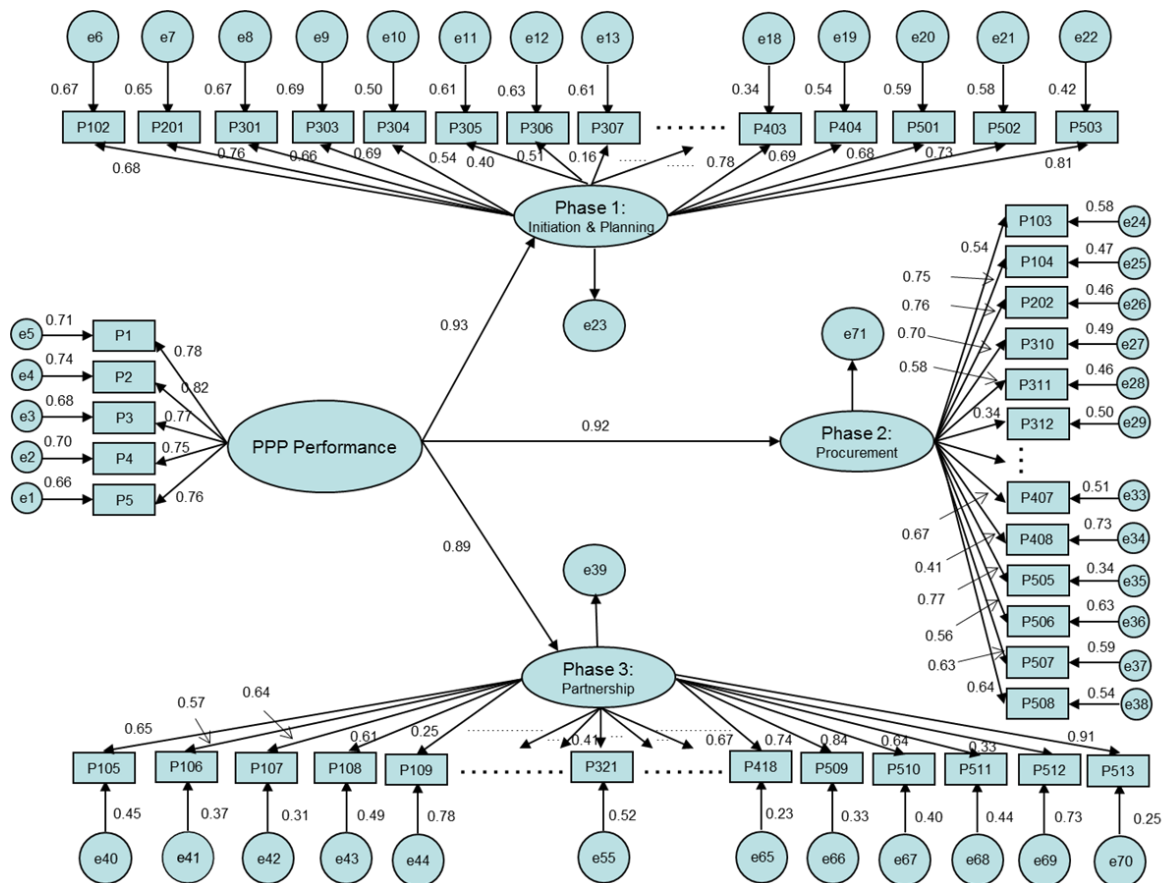 e6 e7 e8 e9 e10 e11 e12 e13 e18 e19 e20 e21 e22
0.67 0.65 0.67 0.69 0.50 0.61 0.63 0.61 0.34 0.54 0.59 0.58 0.42
P102 P201 P301 P303 P304 P305 P306 P307 P403 P404 P501 P502 P503
0.68 0.76 0.66 0.69 0.54 0.40 0.51 0.16 0.78 0.69 0.68 0.73 0.81
Phase 1:
Initiation & Planning
e23
0.93
e5 0.71 P1 0.78
e4 0.74 P2 0.82
e3 0.68 P3 0.77
e2 0.70 P4 0.75
e1 0.66 P5 0.76
PPP Performance
0.92
e71
Phase 2:
Procurement
0.54 P103 0.58 e24
0.75 P104 0.47 e25
0.76 P202 0.46 e26
0.70 P310 0.49 e27
0.58 P311 0.46 e28
0.34 P312 0.50 e29
0.67 P407 0.51 e33
0.41 P408 0.73 e34
0.77 P505 0.34 e35
0.56 P506 0.63 e36
0.63 P507 0.59 e37
0.64 P508 0.54 e38
0.89
e39
Phase 3:
Partnership
0.65 0.57 0.64 0.61 0.25 0.41 0.67 0.74 0.84 0.64 0.33 0.91
P105 P106 P107 P108 P109 P321 P418 P509 P510 P511 P512 P513
0.45 0.37 0.31 0.49 0.78 0.52 0.23 0.33 0.40 0.44 0.73 0.25
e40 e41 e42 e43 e44 e55 e65 e66 e67 e68 e69 e70